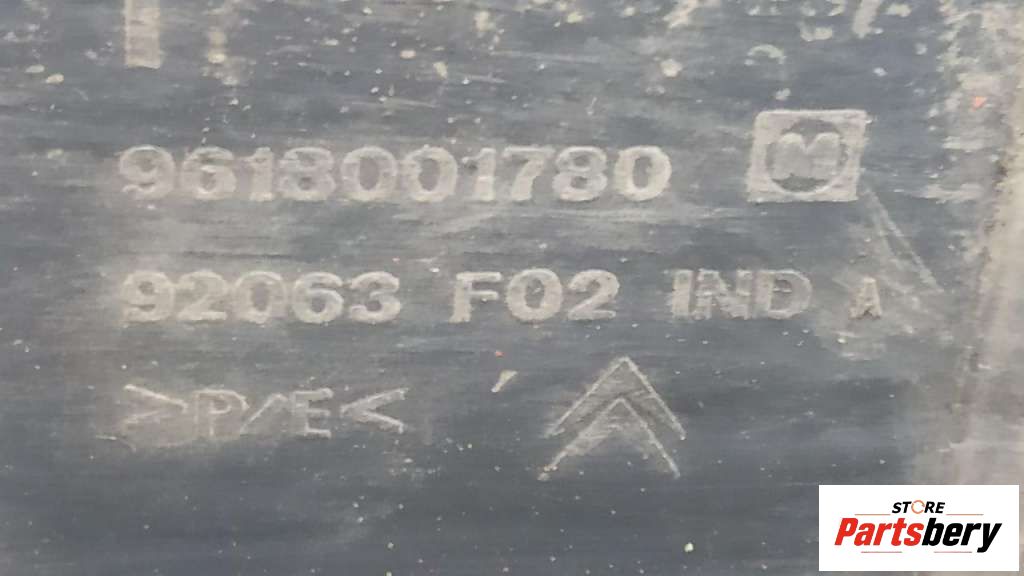 9618001780 M
92063 F02 IND A
>P/E<
STORE
Partsbery